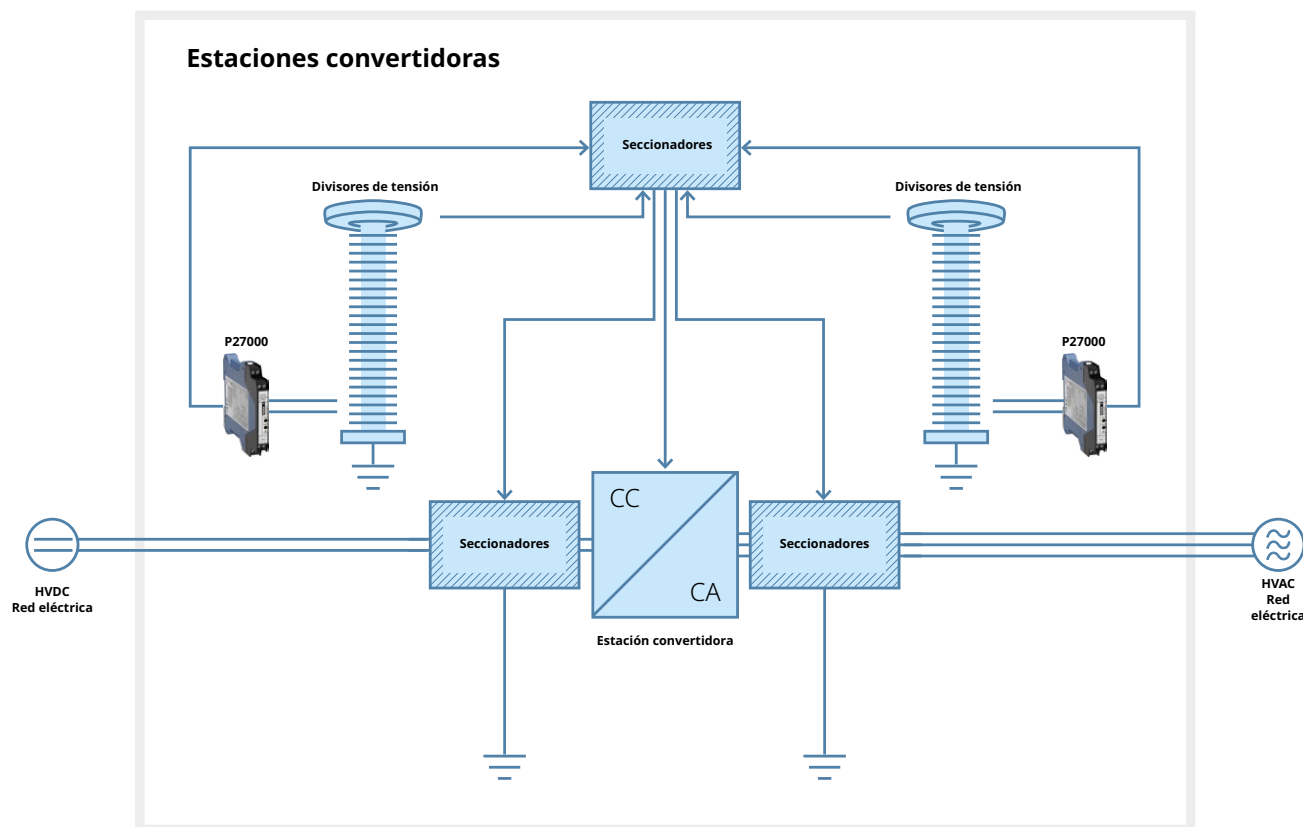 Estaciones convertidoras
Seccionadores
Divisores de tensión
Divisores de tensión
P27000
P27000
CC
CA
Seccionadores
Seccionadores
HVDC
Red eléctrica
HVAC
Red
eléctrica
Estación convertidora